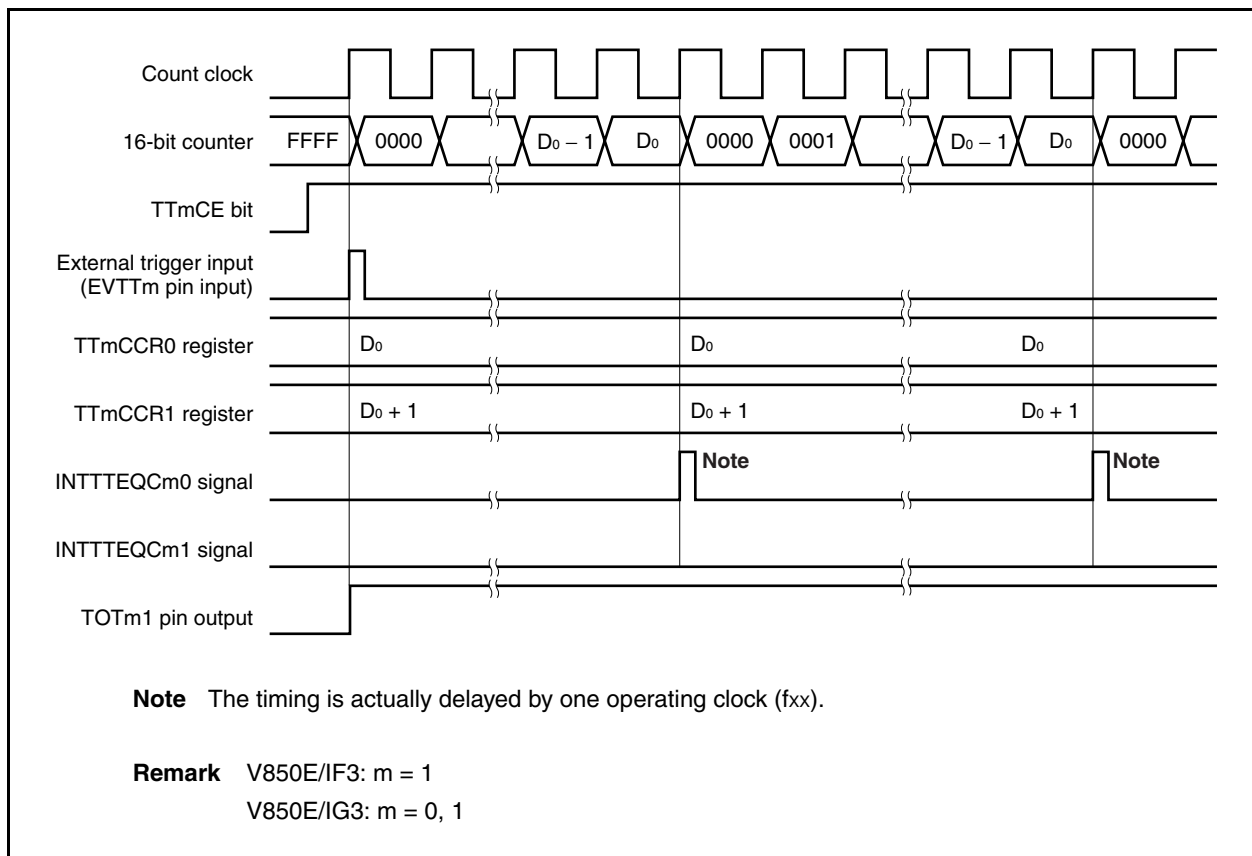 Count clock
16-bit counter FFFF 0000 D0 − 1 D0 0000 0001 D0 − 1 D0 0000
TTmCE bit
External trigger input
(EVTTm pin input)
TTmCCR0 register D0 D0 D0
TTmCCR1 register D0 + 1 D0 + 1 D0 + 1
INTTTEQCm0 signal Note Note
INTTTEQCm1 signal
TOTm1 pin output
Note The timing is actually delayed by one operating clock (fxx).
Remark V850E/IF3: m = 1
V850E/IG3: m = 0, 1